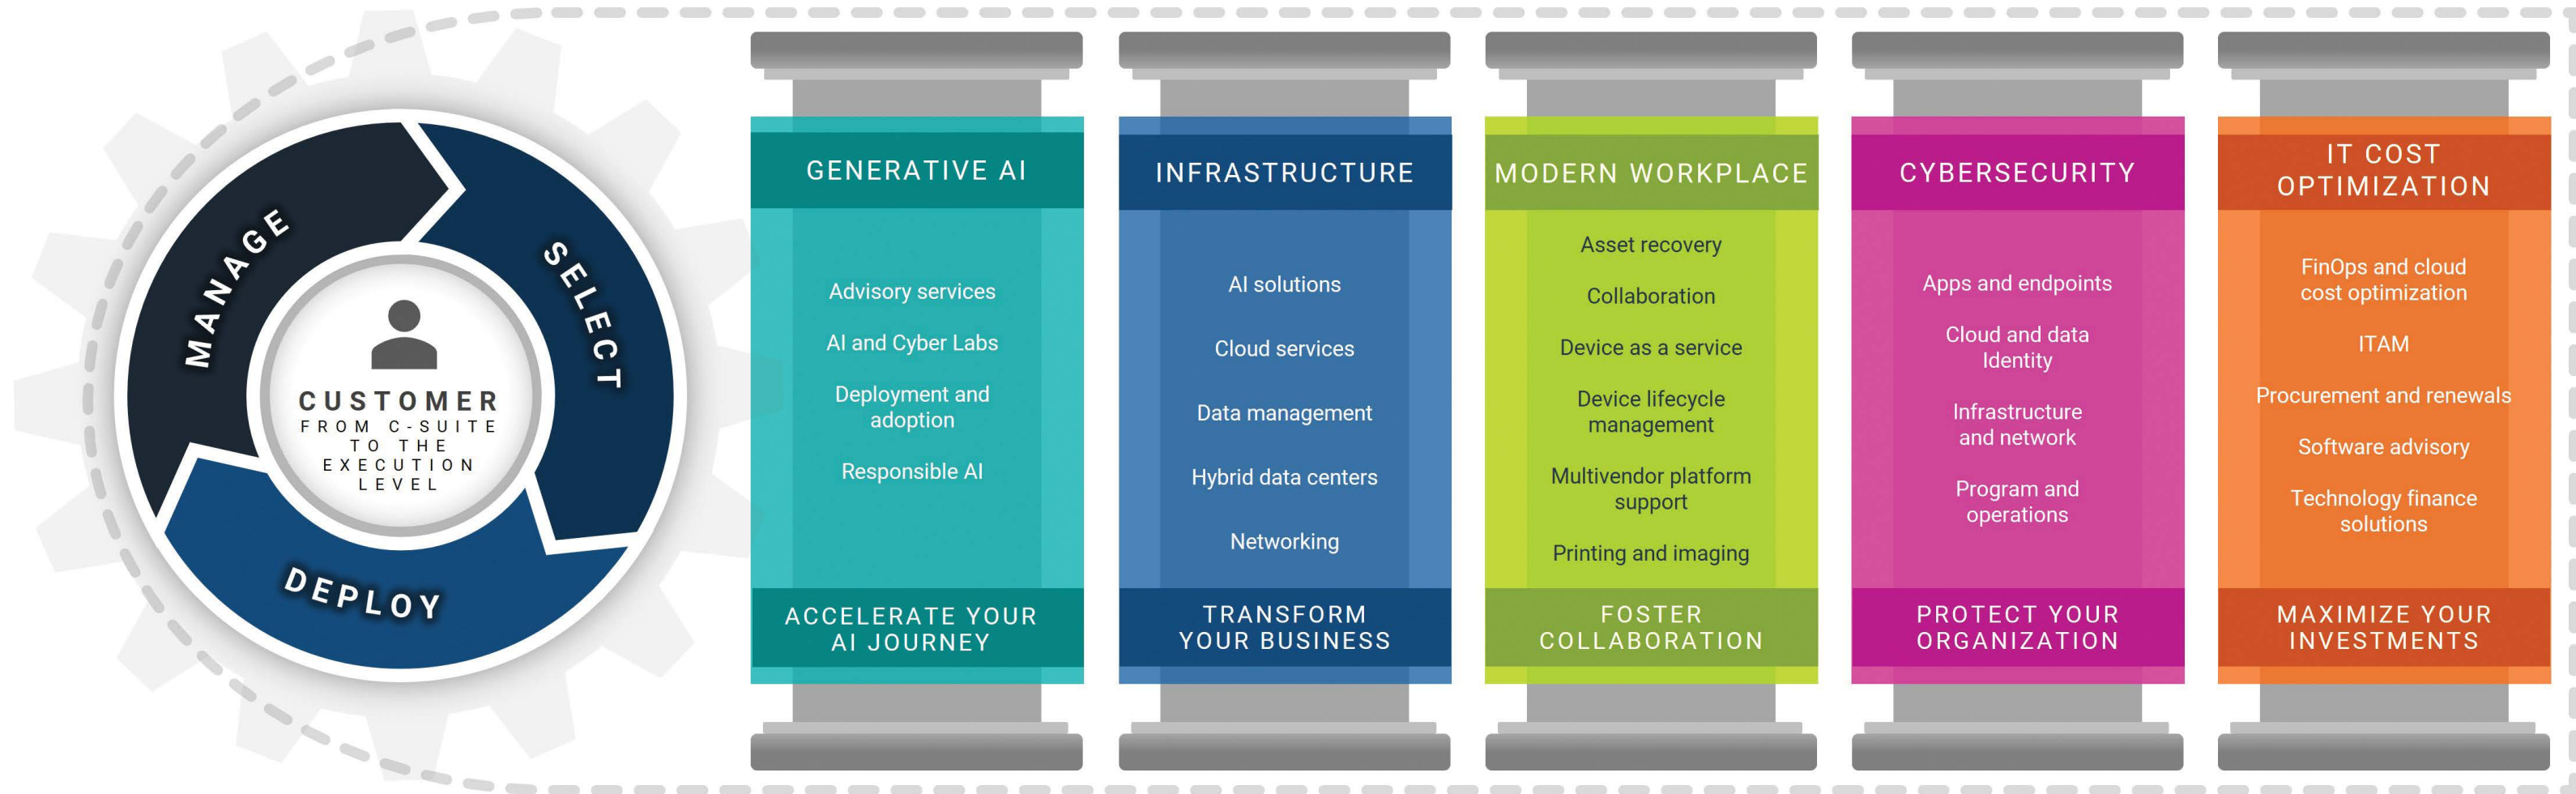 MANAGE
SELECT
DEPLOY
CUSTOMER
FROM C-SUITE
TO THE
EXECUTION
LEVEL
GENERATIVE AI
Advisory services
AI and Cyber Labs
Deployment and
adoption
Responsible AI
ACCELERATE YOUR
AI JOURNEY
INFRASTRUCTURE
AI solutions
Cloud services
Data management
Hybrid data centers
Networking
TRANSFORM
YOUR BUSINESS
MODERN WORKPLACE
Asset recovery
Collaboration
Device as a service
Device lifecycle
management
Multivendor platform
support
Printing and imaging
FOSTER
COLLABORATION
CYBERSECURITY
Apps and endpoints
Cloud and data
Identity
Infrastructure
and network
Program and
operations
PROTECT YOUR
ORGANIZATION
IT COST
OPTIMIZATION
FinOps and cloud
cost optimization
ITAM
Procurement and renewals
Software advisory
Technology finance
solutions
MAXIMIZE YOUR
INVESTMENTS